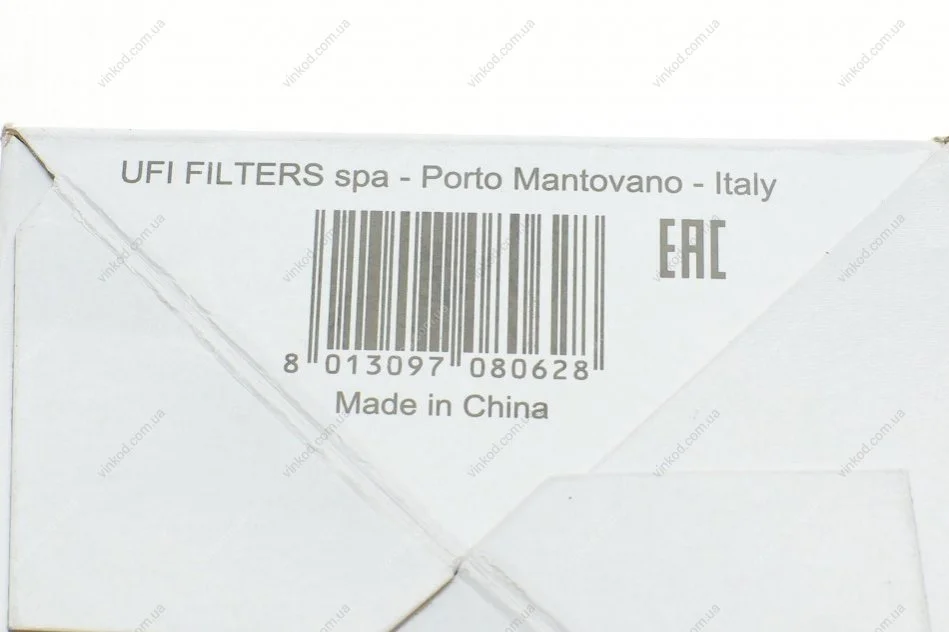 UFI FILTERS spa - Porto Mantovano - Italy
EAC
8 013097 080628
Made in China
vinkod.com.ua